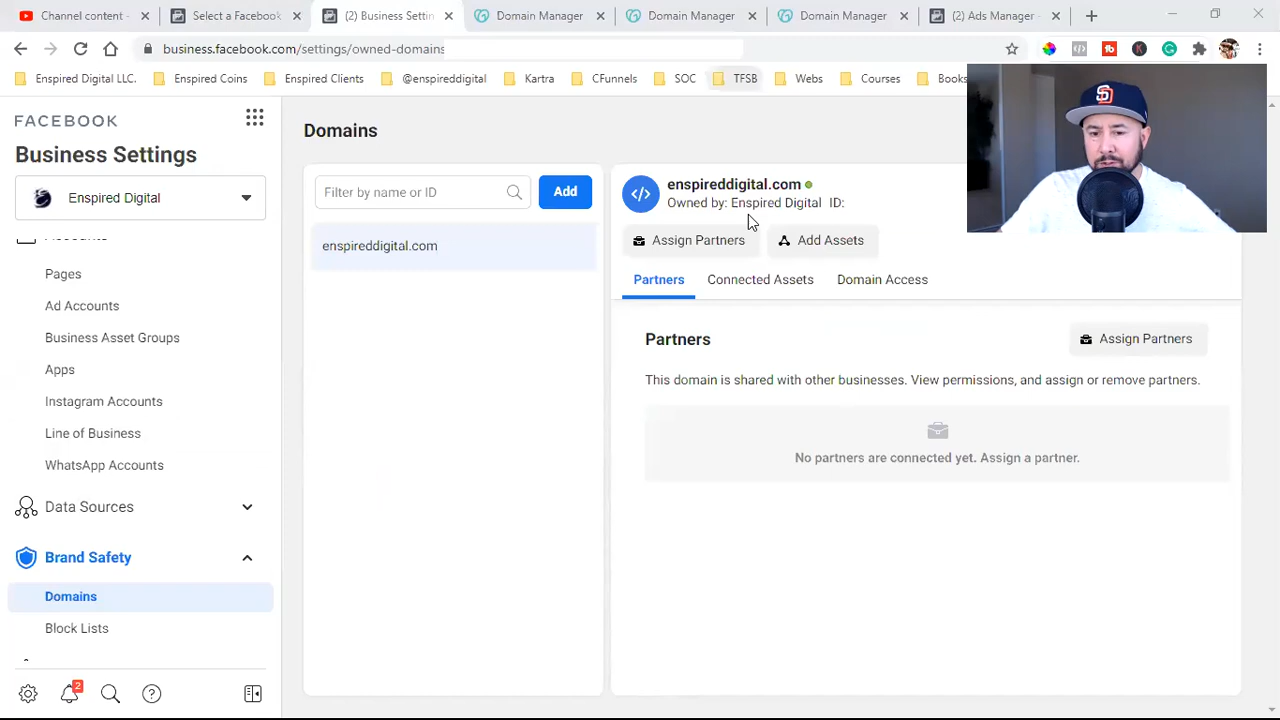 Channel content -
Select a Facebook
(2) Business Settin
Domain Manager
Domain Manager
Domain Manager
(2) Ads Manager -
business.facebook.com/settings/owned-domains
Enspired Digital LLC.
Enspired Coins
Enspired Clients
@enspireddigital
Kartra
CFunnels
SOC
TFSB
Webs
Courses
Books
FACEBOOK
Business Settings
Enspired Digital
Accounts
Pages
Ad Accounts
Business Asset Groups
Apps
Instagram Accounts
Line of Business
WhatsApp Accounts
Data Sources
Brand Safety
Domains
Block Lists
2
Domains
Filter by name or ID
Add
enspireddigital.com
enspireddigital.com
Owned by: Enspired Digital ID:
Assign Partners
Add Assets
Partners
Connected Assets
Domain Access
Partners
Assign Partners
This domain is shared with other businesses. View permissions, and assign or remove partners.
No partners are connected yet. Assign a partner.